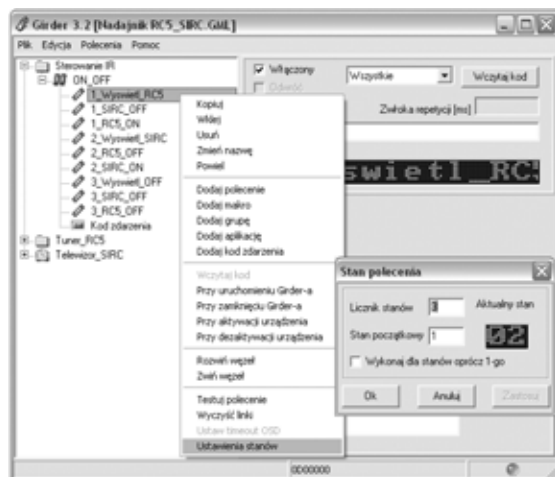 Girder 3.2 [Nadajnik RC5_SIRC.GML]
Plik Edycja Polecenia Pomoc
Sterowanie IR
ON_OFF
1_Wyswietl_RC5
1_SIRC_OFF
1_RC5_ON
2_Wyswietl_SIRC
2_RC5_OFF
2_SIRC_ON
3_Wyswietl_OFF
3_SIRC_OFF
3_RC5_OFF
Kod zdarzenia
Tuner_RC5
Telewizor_SIRC
Włączony
Odwróć
Wszystkie
Wczytaj kod
Zwłoka repetycji [ms]
swietl_RC5
Kopiuj
Wklej
Usuń
Zmień nazwę
Powiel
Dodaj polecenie
Dodaj makro
Dodaj grupę
Dodaj aplikację
Dodaj kod zdarzenia
Wczytaj kod
Przy uruchomieniu Girder-a
Przy zamknięciu Girder-a
Przy aktywacji urządzenia
Przy dezaktywacji urządzenia
Rozwiń węzeł
Zwiń węzeł
Testuj polecenie
Wyczyść linki
Ustaw timeout OSD
Ustawienia stanów
Stan polecenia
Licznik stanów 3 Aktualny stan
Stan początkowy 1 02
Wykonaj dla stanów oprócz 1-go
Ok Anuluj Zastosuj
0000000